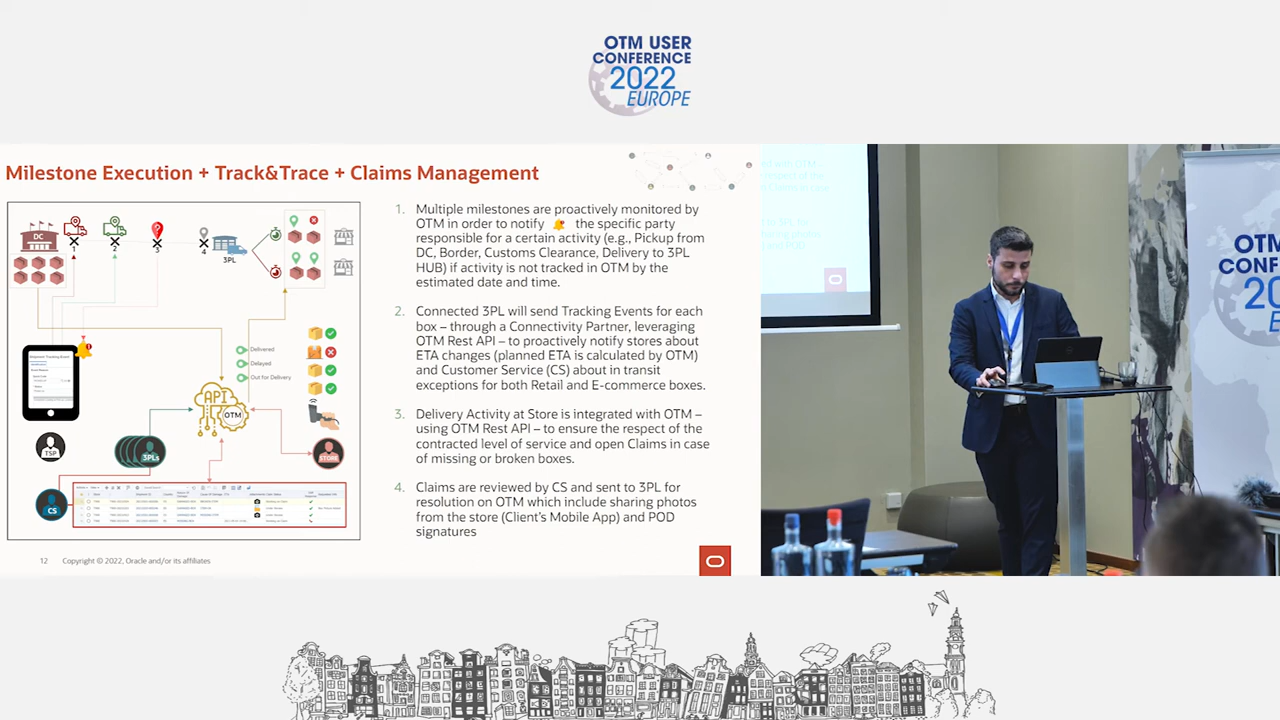 OTM USER
CONFERENCE
2022
EUROPE
Milestone Execution + Track&Trace + Claims Management
DC
1
2
3
4
3PL
Delivered
Delayed
Out for Delivery
API
OTM
TSP
3PLs
STORE
CS
1. Multiple milestones are proactively monitored by
OTM in order to notify the specific party
responsible for a certain activity (e.g., Pickup from
DC, Border, Customs Clearance, Delivery to 3PL
HUB) if activity is not tracked in OTM by the
estimated date and time.
2. Connected 3PL will send Tracking Events for each
box – through a Connectivity Partner, leveraging
OTM Rest API – to proactively notify stores about
ETA changes (planned ETA is calculated by OTM)
and Customer Service (CS) about in transit
exceptions for both Retail and E-commerce boxes.
3. Delivery Activity at Store is integrated with OTM –
using OTM Rest API – to ensure the respect of the
contracted level of service and open Claims in case
of missing or broken boxes.
4. Claims are reviewed by CS and sent to 3PL for
resolution on OTM which include sharing photos
from the store (Client's Mobile App) and POD
signatures
12 Copyright © 2022, Oracle and/or its affiliates
OTM
CONF
20
E